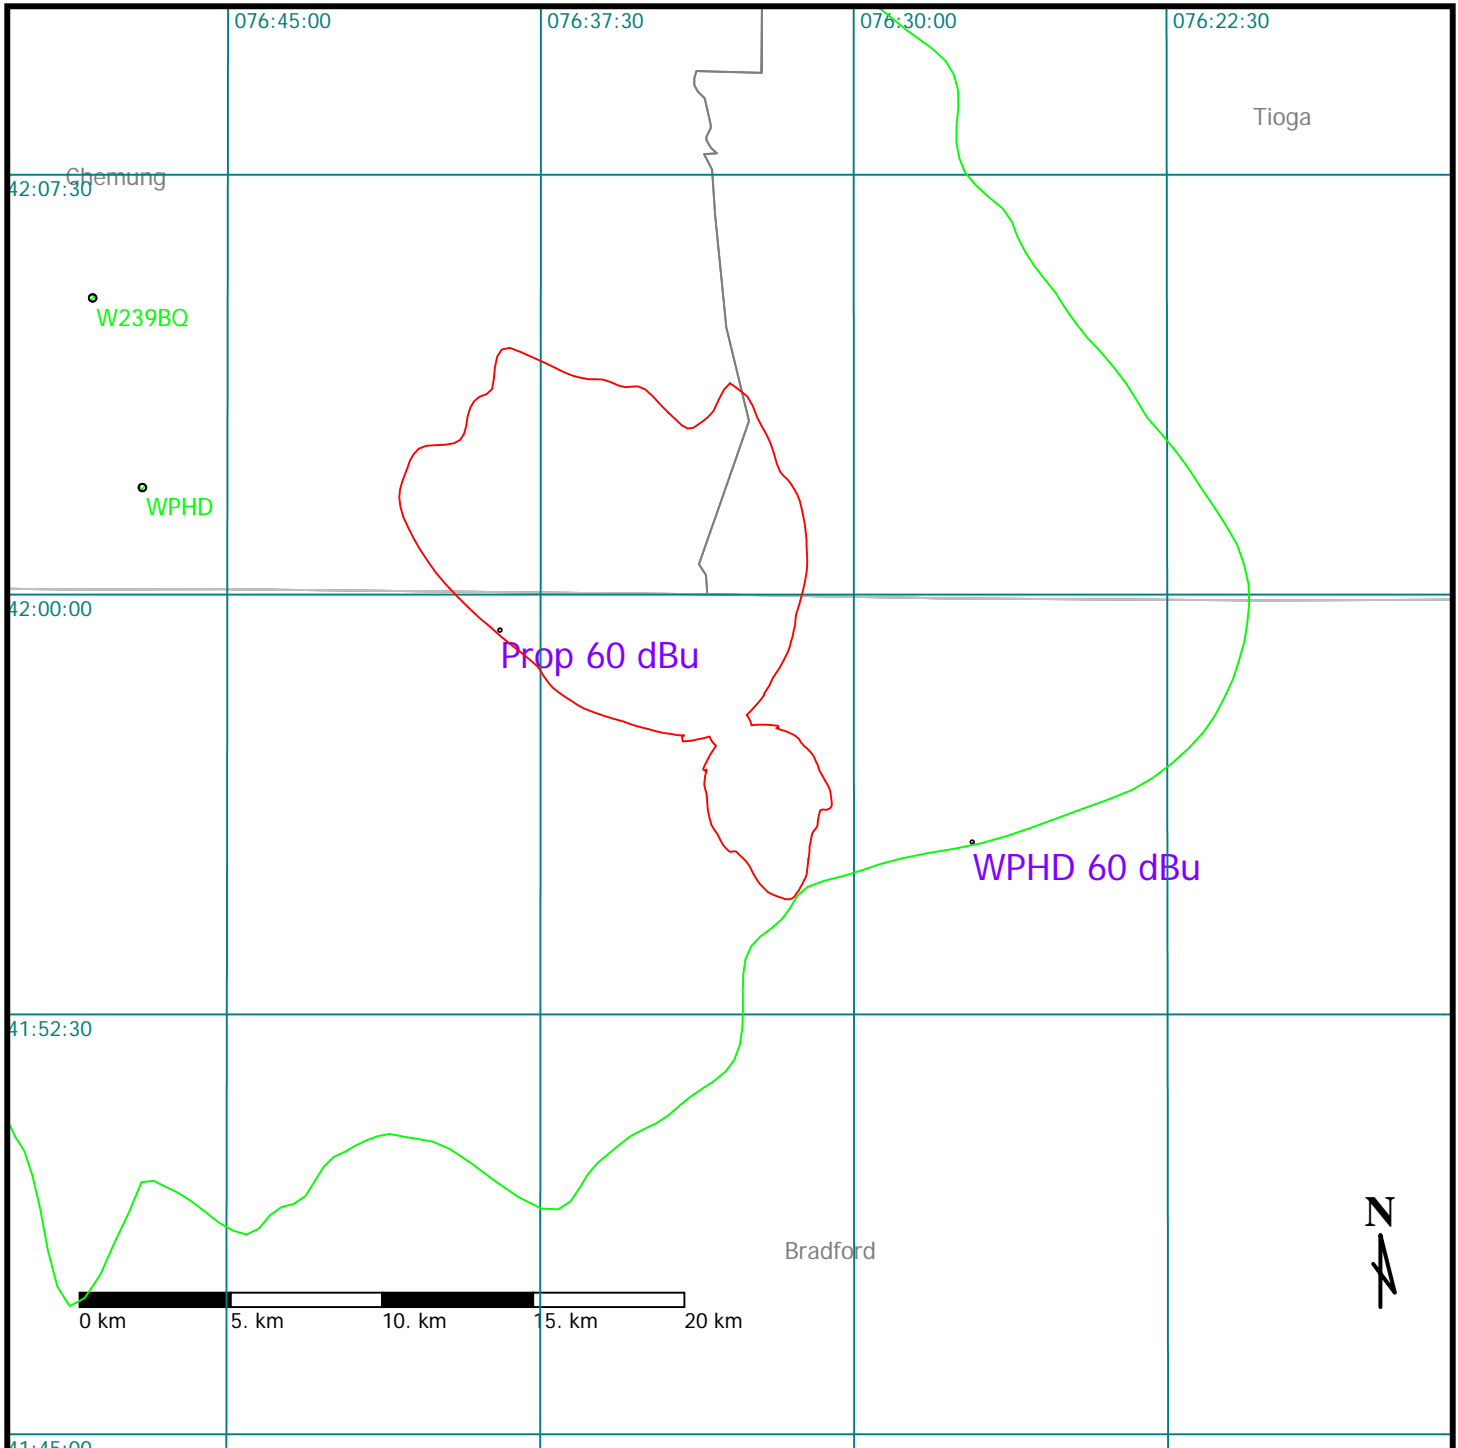 076:45:00
076:37:30
076:30:00
076:22:30
Tioga
Chemung
42:07:30
W239BQ
WPHD
42:00:00
Prop 60 dBu
WPHD 60 dBu
41:52:30
N
Bradford
0 km
5. km
10. km
15. km
20 km
41:45:00